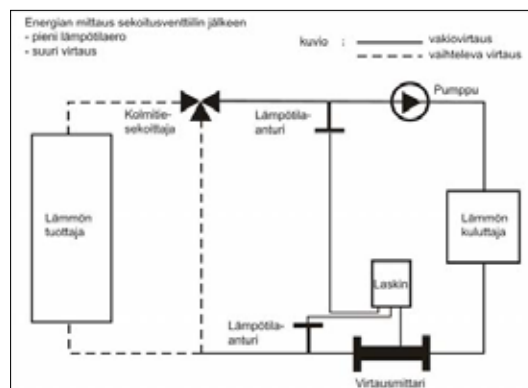 Energian mittaus sekoitusventtiilin jälkeen
- pieni lämpötilaero
- suuri virtaus
kuvio :
vakiovirtaus
vaihteleva virtaus
Pumppu
Kolmitie-
sekoittaja
Lämpötila-
anturi
Lämmön
tuottaja
Lämmön
kuluttaja
Laskin
Lämpötila-
anturi
Virtausmittari